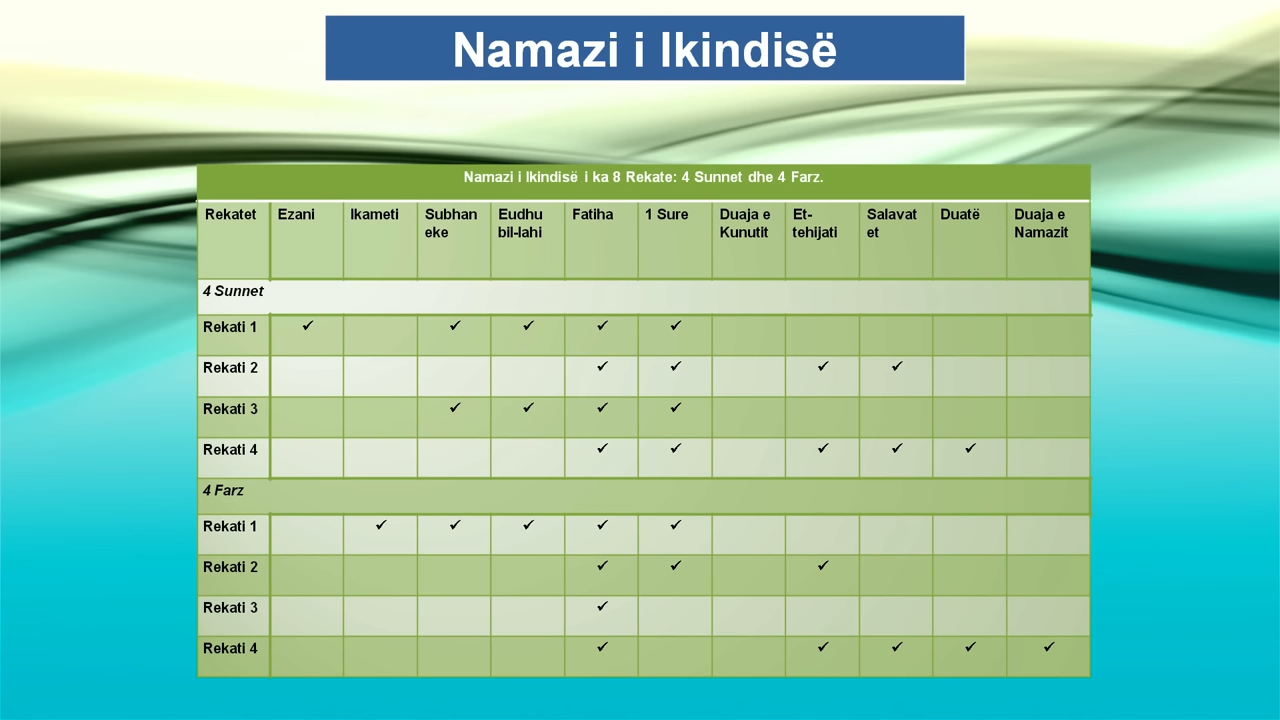 Namazi i Ikindisë
Namazi i Ikindisë i ka 8 Rekate: 4 Sunnet dhe 4 Farz.
Rekatet Ezani Ikameti Subhan eke Eudhu bil-lahi Fatiha 1 Sure Duaja e Kunutit Et-tehijati Salavat et Duatë Duaja e Namazit
4 Sunnet
Rekati 1 ✓ ✓ ✓ ✓ ✓
Rekati 2 ✓ ✓ ✓ ✓
Rekati 3 ✓ ✓ ✓ ✓
Rekati 4 ✓ ✓ ✓ ✓ ✓
4 Farz
Rekati 1 ✓ ✓ ✓ ✓ ✓
Rekati 2 ✓ ✓ ✓
Rekati 3 ✓
Rekati 4 ✓ ✓ ✓ ✓ ✓